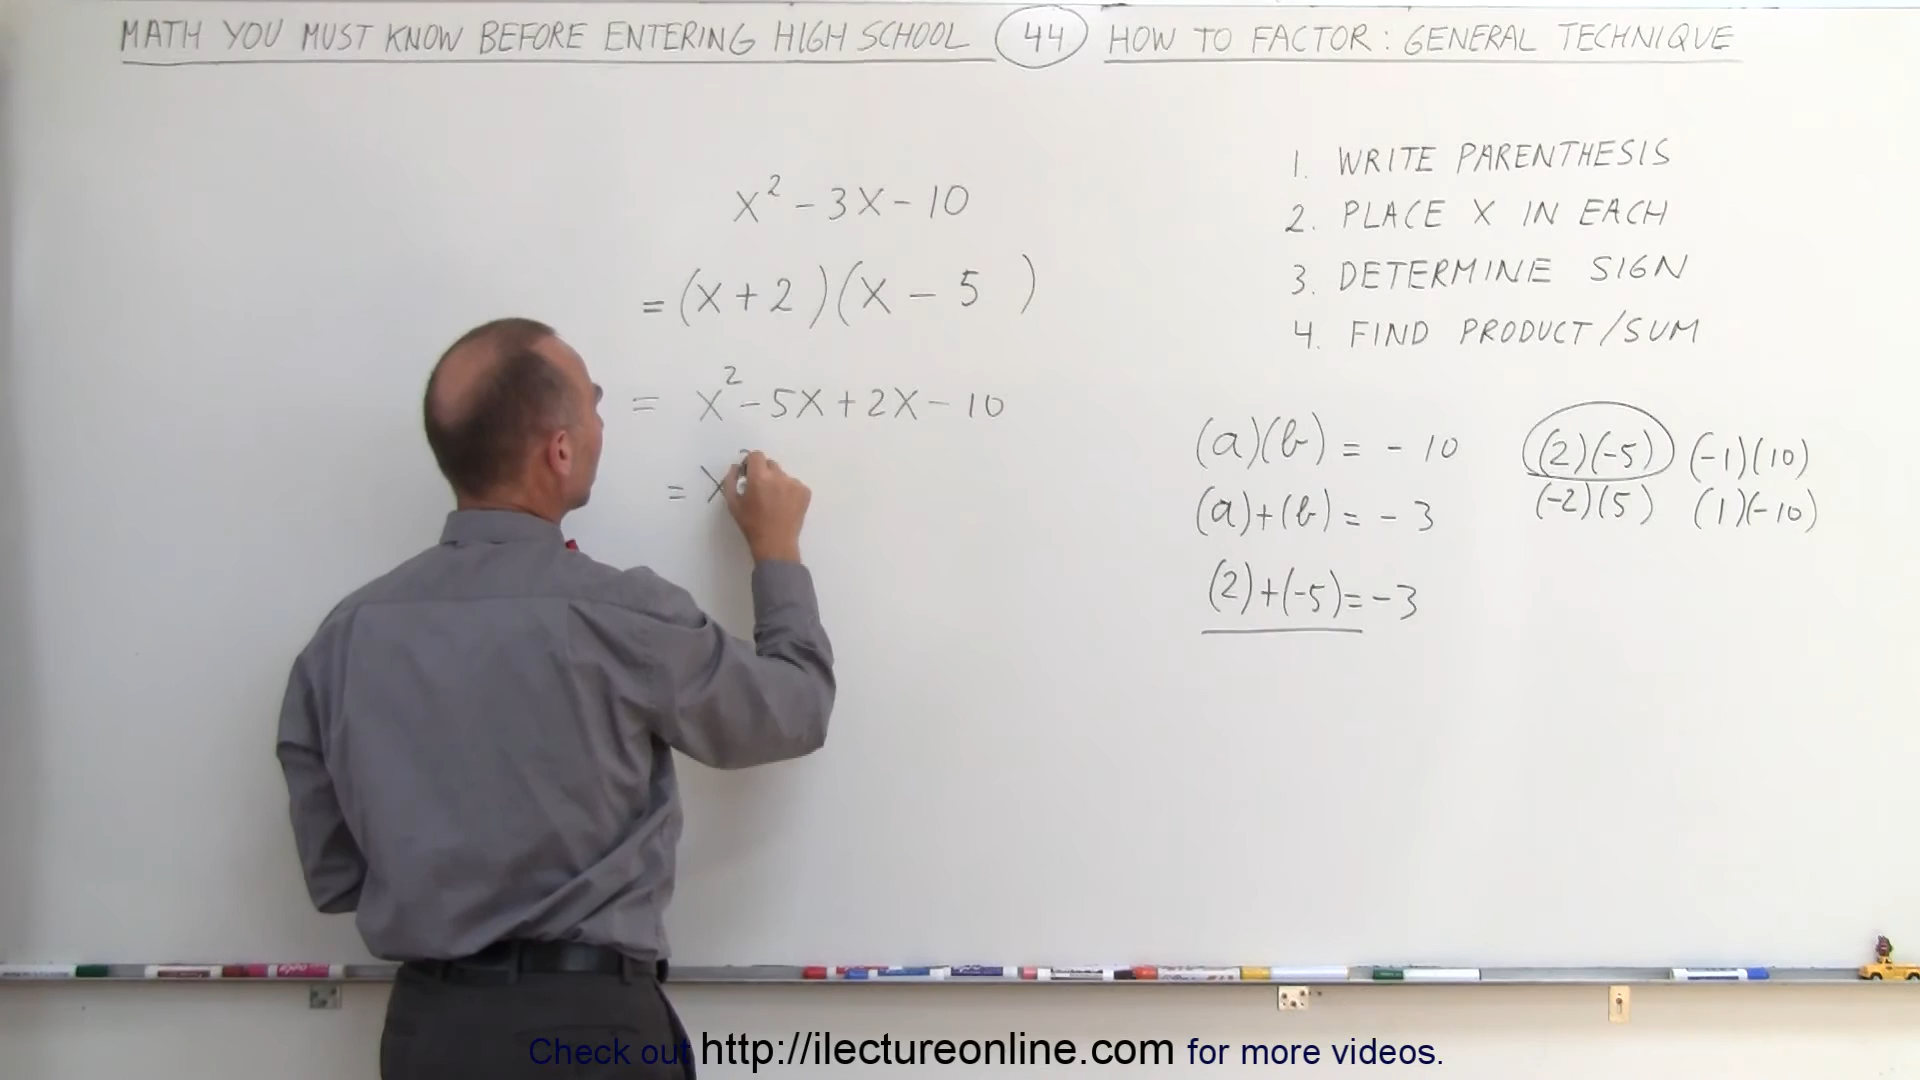 MATH YOU MUST KNOW BEFORE ENTERING HIGH SCHOOL 44 HOW TO FACTOR: GENERAL TECHNIQUE
x² - 3x - 10
= (x + 2)(x - 5 )
= x² - 5x + 2x - 10
= x²
1. WRITE PARENTHESIS
2. PLACE X IN EACH
3. DETERMINE SIGN
4. FIND PRODUCT/SUM
(a)(b) = - 10 (2)(-5) (-1)(10)
(-2)(5) (1)(-10)
(a)+(b) = - 3
(2)+(-5)=-3
Check out http://ilectureonline.com for more videos.